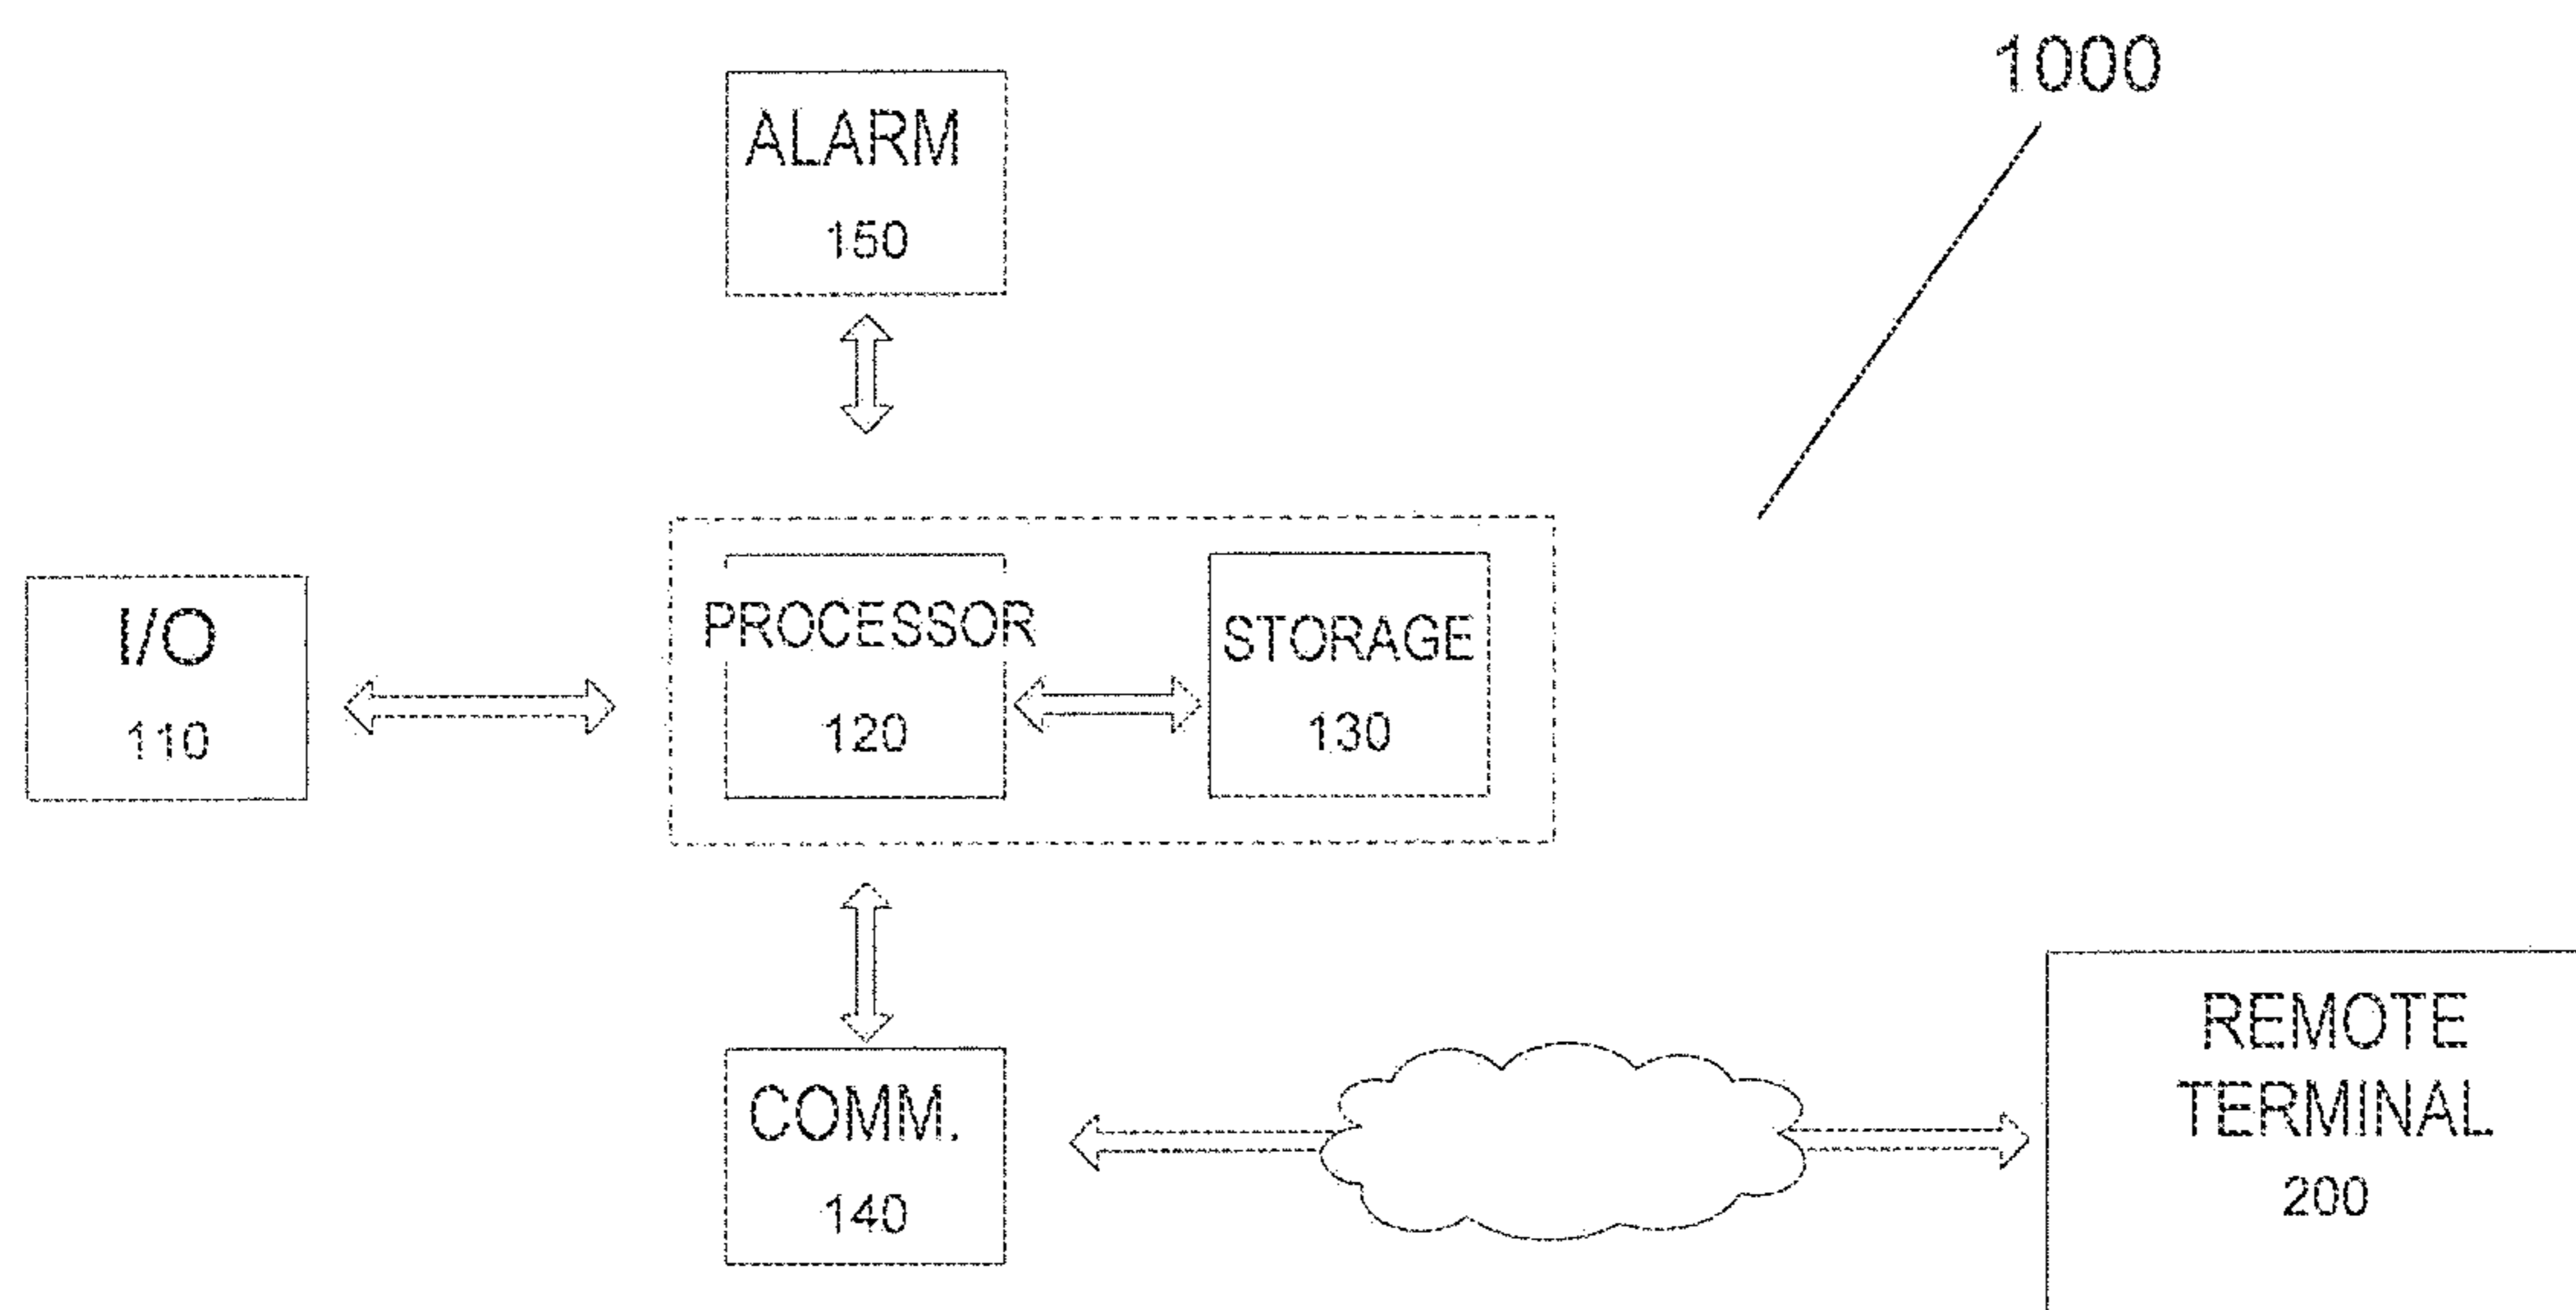 1000
ALARM
150
I/O
110
PROCESSOR
120
STORAGE
130
COMM.
140
REMOTE
TERMINAL
200